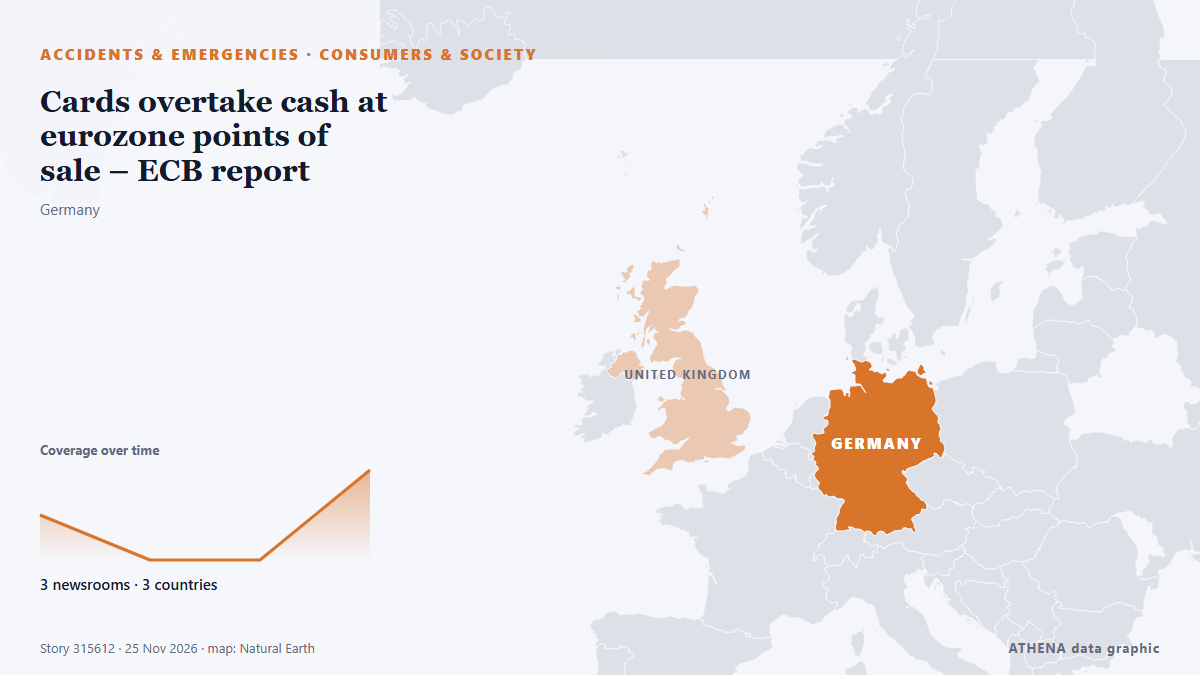 ACCIDENTS & EMERGENCIES · CONSUMERS & SOCIETY
Cards overtake cash at
eurozone points of
sale – ECB report
Germany
UNITED KINGDOM
GERMANY
Coverage over time
3 newsrooms · 3 countries
Story 315612 · 25 Nov 2026 · map: Natural Earth
ATHENA data graphic